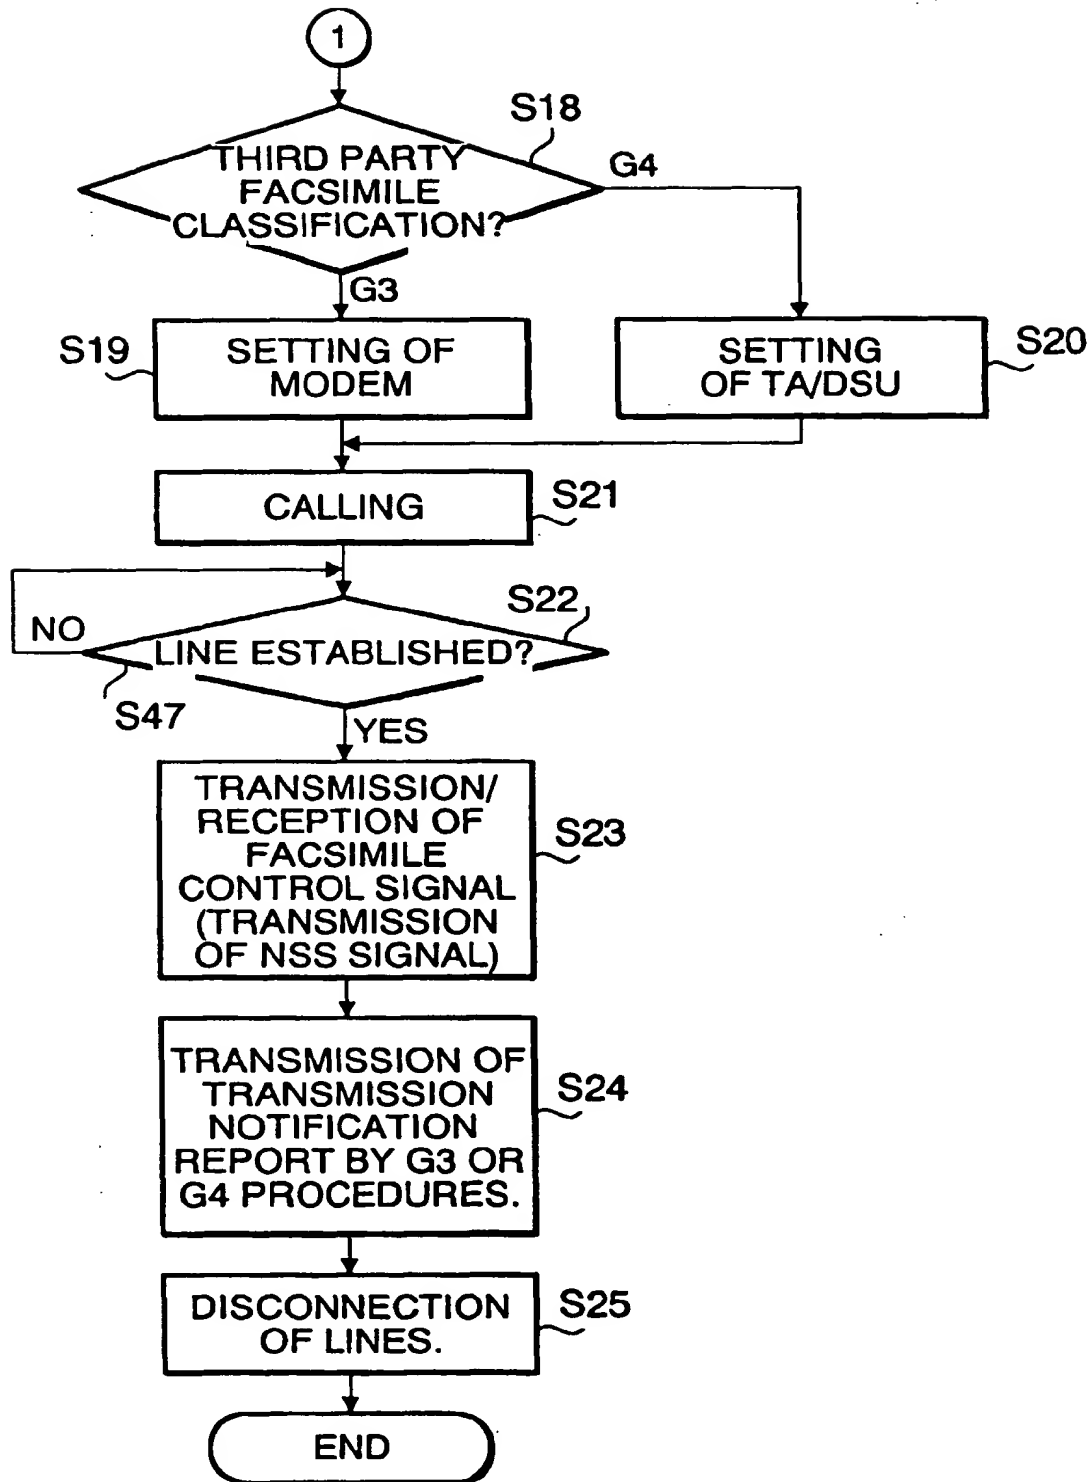 1
S18
THIRD PARTY
FACSIMILE
CLASSIFICATION?
G4
G3
S19
SETTING OF
MODEM
SETTING
OF TA/DSU
S20
CALLING
S21
S22
NO
LINE ESTABLISHED?
S47
YES
TRANSMISSION/
RECEPTION OF
FACSIMILE
CONTROL SIGNAL
(TRANSMISSION
OF NSS SIGNAL)
S23
TRANSMISSION OF
TRANSMISSION
NOTIFICATION
REPORT BY G3 OR
G4 PROCEDURES.
S24
DISCONNECTION
OF LINES.
S25
END